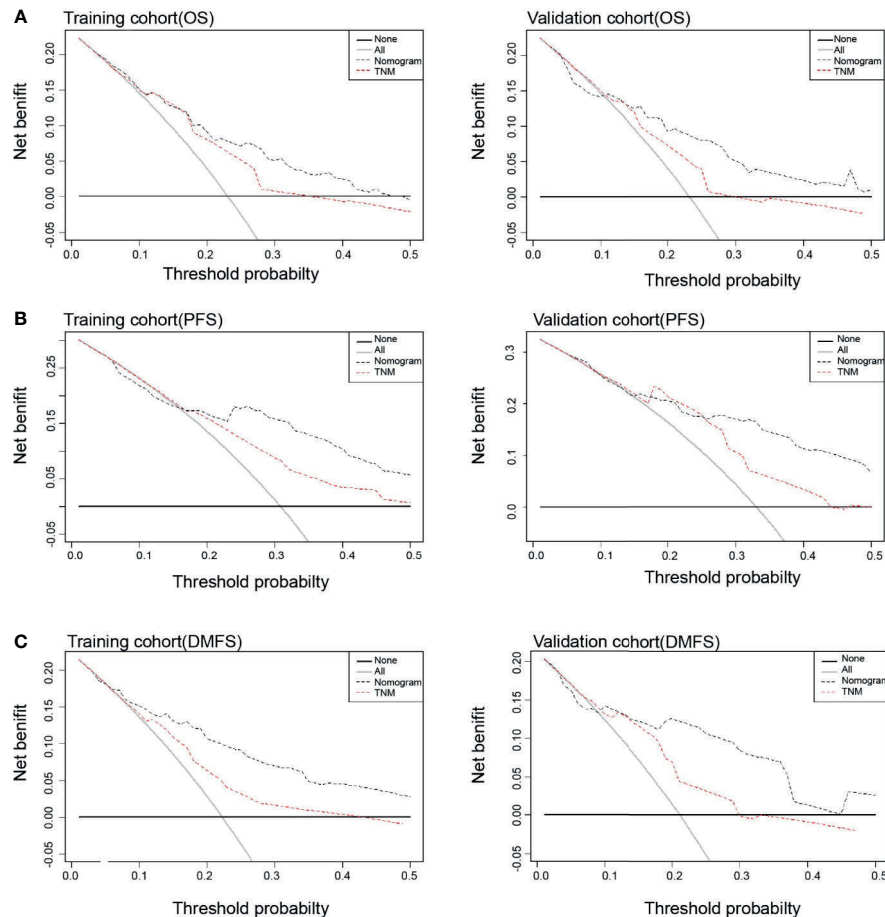 A
Training cohort(OS)
Net benifit
0.20
0.15
0.10
0.05
0.00
-0.05
None
All
Nomogram
TNM
0.0 0.1 0.2 0.3 0.4 0.5
Threshold probabilty
Validation cohort(OS)
Net benifit
0.20
0.15
0.10
0.05
0.00
-0.05
None
All
Nomogram
TNM
0.0 0.1 0.2 0.3 0.4 0.5
Threshold probabilty
B
Training cohort(PFS)
Net benifit
0.25
0.15
0.05
-0.05
None
All
Nomogram
TNM
0.0 0.1 0.2 0.3 0.4 0.5
Threshold probabilty
Validation cohort(PFS)
Net benifit
0.3
0.2
0.1
0.0
None
All
Nomogram
TNM
0.0 0.1 0.2 0.3 0.4 0.5
Threshold probabilty
C
Training cohort(DMFS)
Net benifit
0.20
0.15
0.10
0.05
0.00
-0.05
None
All
Nomogram
TNM
0.0 0.1 0.2 0.3 0.4 0.5
Threshold probabilty
Validation cohort(DMFS)
Net benifit
0.20
0.15
0.10
0.05
0.00
-0.05
None
All
Nomogram
TNM
0.0 0.1 0.2 0.3 0.4 0.5
Threshold probabilty